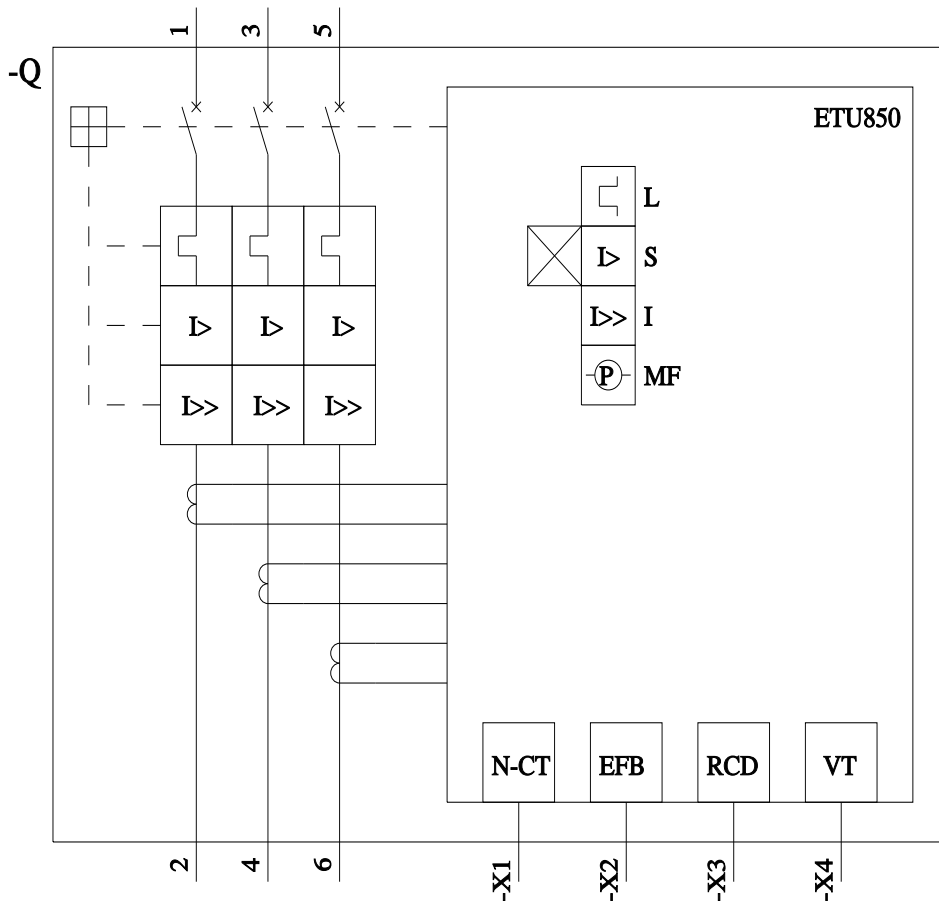 1 3 5
-Q
ETU850
L
I> S
I> I> I>
I>> I
P MF
I>> I>> I>>
N-CT EFB RCD VT
2 4 6 -X1 -X2 -X3 -X4